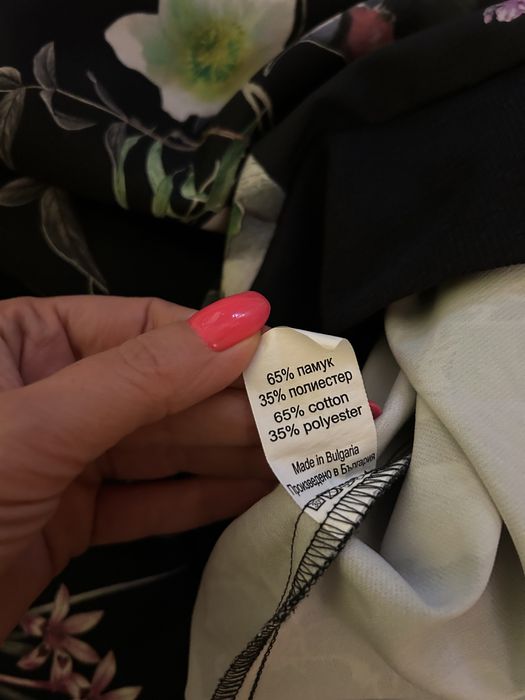 65% памук
35% полиестер
65% cotton
35% polyester
Made in Bulgaria
Произведено в България